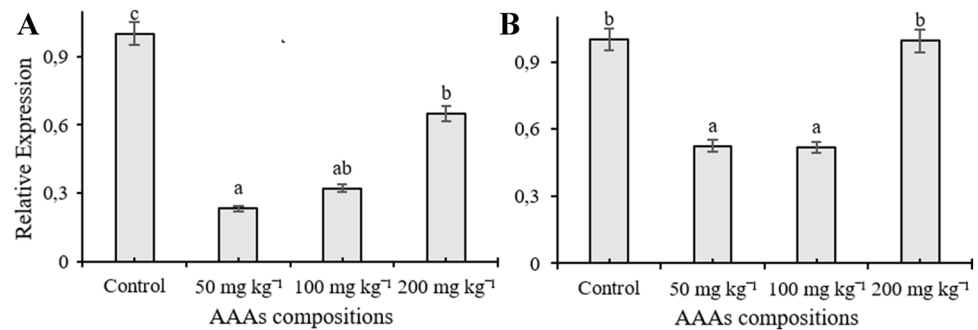 A
c
0,9
0,6
0,3
0
Relative Expression
a
ab
b
Control 50 mg kg⁻¹ 100 mg kg⁻¹ 200 mg kg⁻¹
AAAs compositions
B
b
b
0,9
0,6
0,3
0
a
a
Control 50 mg kg⁻¹ 100 mg kg⁻¹ 200 mg kg⁻¹
AAAs compositions